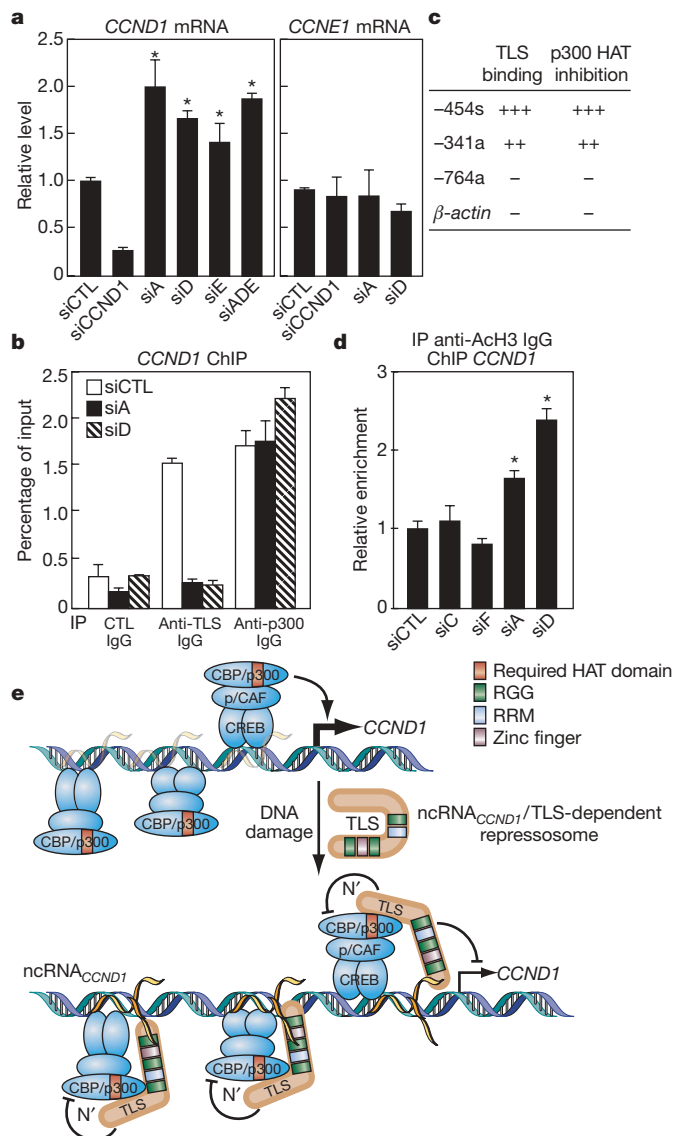 a
CCND1 mRNA
CCNE1 mRNA
Relative level
2.5
2.0
1.5
1.0
0.5
0
* * * *
siCTL
siCCND1
siA
siD
siE
siADE
siCTL
siCCND1
siA
siD
c
TLS binding
p300 HAT inhibition
–454s +++ +++
–341a ++ ++
–764a – –
β-actin – –
b
CCND1 ChIP
Percentage of input
2.5
2.0
1.5
1.0
0.5
0
siCTL
siA
siD
IP
CTL IgG
Anti-TLS IgG
Anti-p300 IgG
d
IP anti-AcH3 IgG
ChIP CCND1
Relative enrichment
3
2
1
0
* *
siCTL
siC
siF
siA
siD
e
Required HAT domain
RGG
RRM
Zinc finger
CBP/p300
p/CAF
CREB
CCND1
CBP/p300
CBP/p300
DNA damage
TLS
ncRNACCND1/TLS-dependent
repressosome
N′
TLS
CBP/p300
p/CAF
CREB
CCND1
ncRNACCND1
CBP/p300
N′
TLS
CBP/p300
N′
TLS